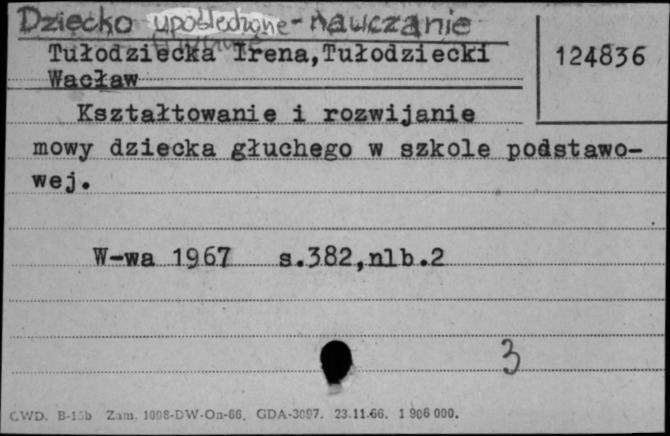 Dziecko upośledzone - nauczanie
Tułodziecka Irena,Tułodziecki
Wacław
124836
Kształtowanie i rozwijanie
mowy dziecka głuchego w szkole podstawo-
wej.
W-wa 1967 s.382,nlb.2
3
CWD. B-15b Zam. 1098-DW-On-66. GDA-3097. 23.11.66. 1 906 000.